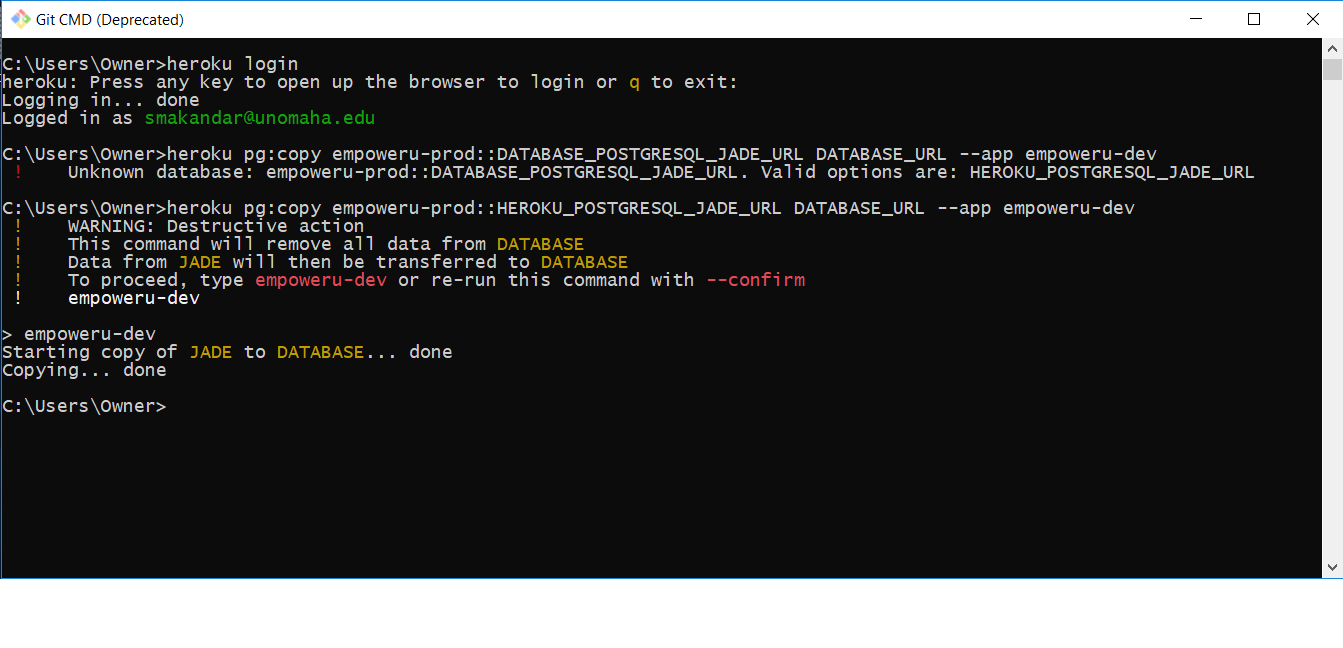 Git CMD (Deprecated)
C:\Users\Owner>heroku login
heroku: Press any key to open up the browser to login or q to exit:
Logging in... done
Logged in as smakandar@unomaha.edu
C:\Users\Owner>heroku pg:copy empoweru-prod::DATABASE_POSTGRESQL_JADE_URL DATABASE_URL --app empoweru-dev
! Unknown database: empoweru-prod::DATABASE_POSTGRESQL_JADE_URL. Valid options are: HEROKU_POSTGRESQL_JADE_URL
C:\Users\Owner>heroku pg:copy empoweru-prod::HEROKU_POSTGRESQL_JADE_URL DATABASE_URL --app empoweru-dev
! WARNING: Destructive action
! This command will remove all data from DATABASE
! Data from JADE will then be transferred to DATABASE
! To proceed, type empoweru-dev or re-run this command with --confirm
! empoweru-dev
> empoweru-dev
Starting copy of JADE to DATABASE... done
Copying... done
C:\Users\Owner>